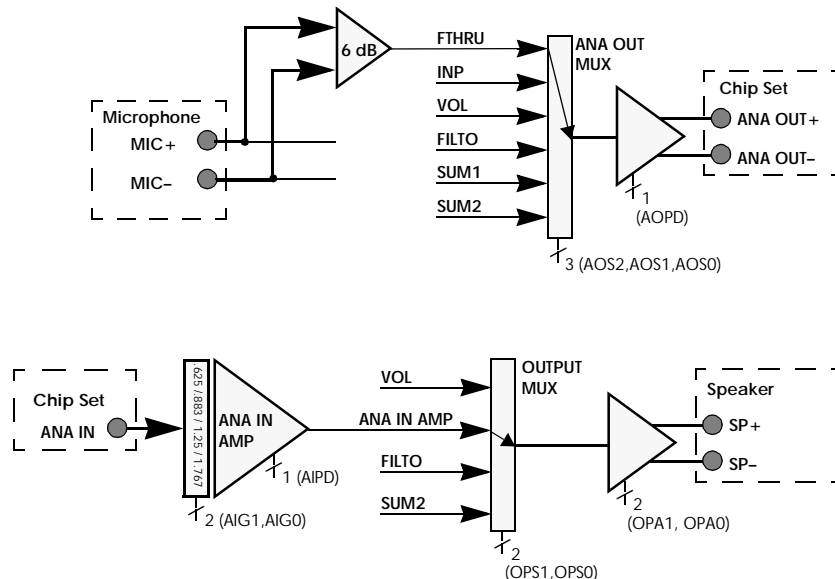 6 dB
FTHRU
INP
VOL
FILTO
SUM1
SUM2
ANA OUT
MUX
3 (AOS2,AOS1,AOS0)
1
(AOPD)
Chip Set
ANA OUT+
ANA OUT–
Microphone
MIC+
MIC–
Chip Set
ANA IN
.625 /.883 / 1.25 / 1.767
2 (AIG1,AIG0)
ANA IN
AMP
1 (AIPD)
VOL
ANA IN AMP
FILTO
SUM2
OUTPUT
MUX
2
(OPS1,OPS0)
2
(OPA1, OPA0)
Speaker
SP+
SP–